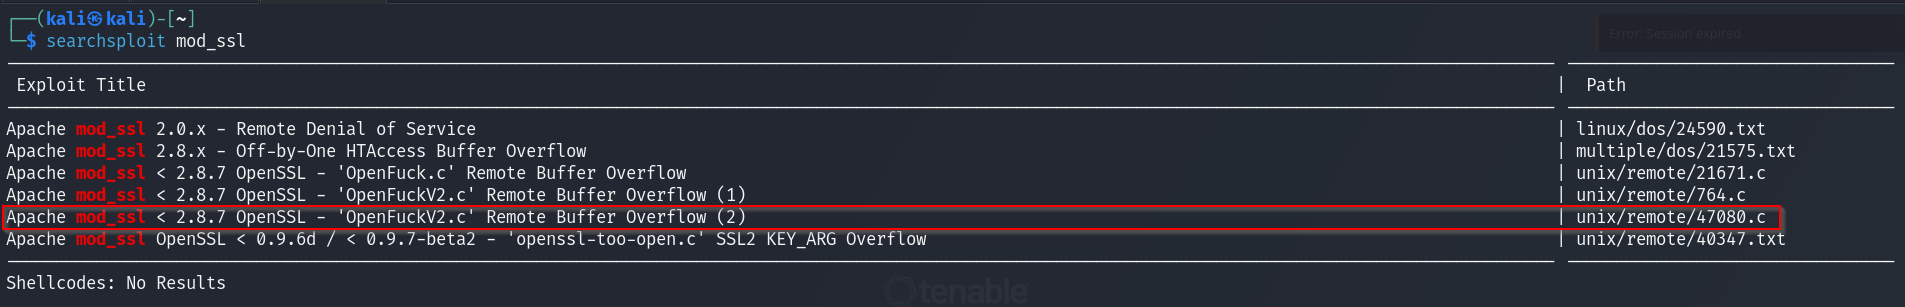 (kali㉿kali)-[~]
$ searchsploit mod_ssl
Error: Session expired
Exploit Title | Path
Apache mod_ssl 2.0.x - Remote Denial of Service | linux/dos/24590.txt
Apache mod_ssl 2.8.x - Off-by-One HTAccess Buffer Overflow | multiple/dos/21575.txt
Apache mod_ssl < 2.8.7 OpenSSL - 'OpenFuck.c' Remote Buffer Overflow | unix/remote/21671.c
Apache mod_ssl < 2.8.7 OpenSSL - 'OpenFuckV2.c' Remote Buffer Overflow (1) | unix/remote/764.c
Apache mod_ssl < 2.8.7 OpenSSL - 'OpenFuckV2.c' Remote Buffer Overflow (2) | unix/remote/47080.c
Apache mod_ssl OpenSSL < 0.9.6d / < 0.9.7-beta2 - 'openssl-too-open.c' SSL2 KEY_ARG Overflow | unix/remote/40347.txt
Shellcodes: No Results
tenable